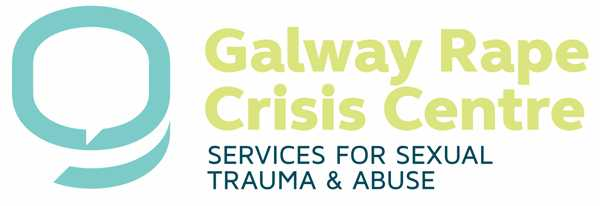 Galway Rape
Crisis Centre
SERVICES FOR SEXUAL
TRAUMA & ABUSE